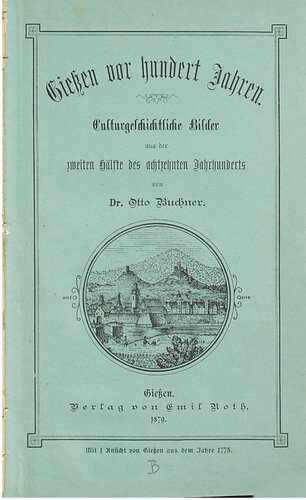 Gießen vor hundert Jahren.
Culturgeschichtliche Bilder
aus der
zweiten Hälfte des achtzehnten Jahrhunderts
von
Dr. Otto Buchner.
Gießen.
Verlag von Emil Roth.
1879.
Mit 1 Ansicht von Gießen aus dem Jahre 1778.
B